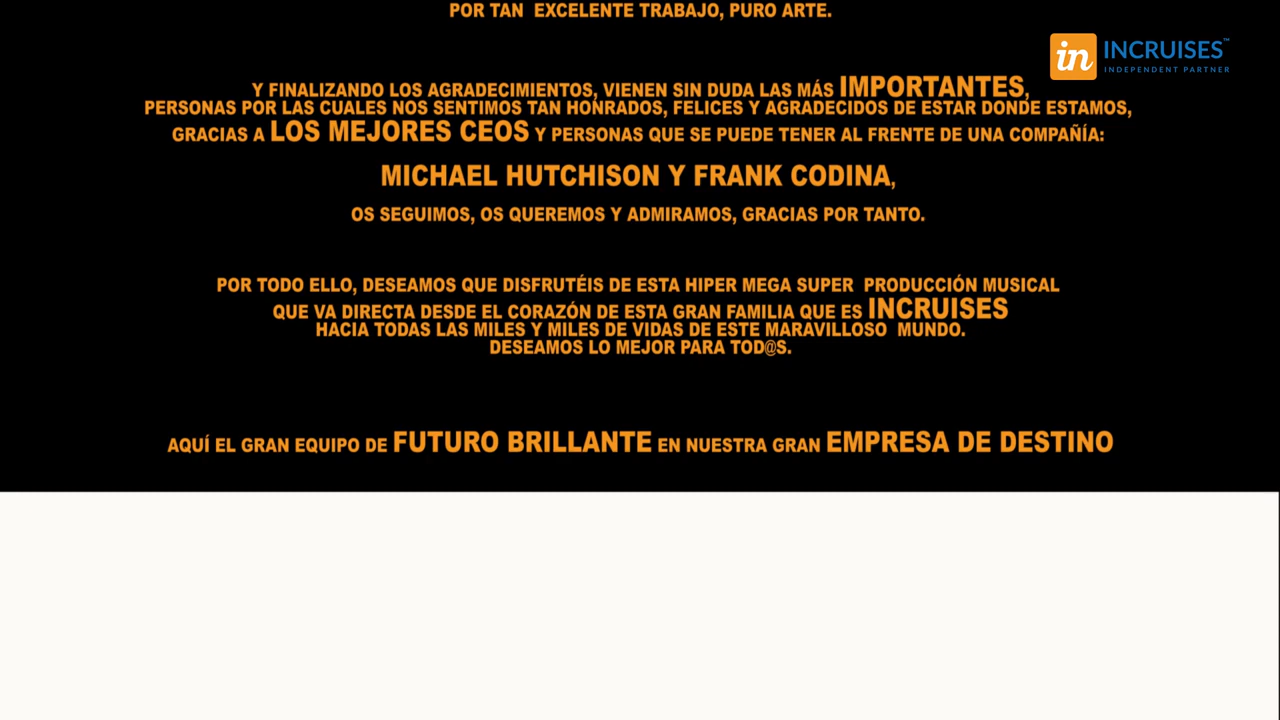 POR TAN EXCELENTE TRABAJO, PURO ARTE.
in INCRUISES™
INDEPENDENT PARTNER
Y FINALIZANDO LOS AGRADECIMIENTOS, VIENEN SIN DUDA LAS MÁS IMPORTANTES,
PERSONAS POR LAS CUALES NOS SENTIMOS TAN HONRADOS, FELICES Y AGRADECIDOS DE ESTAR DONDE ESTAMOS,
GRACIAS A LOS MEJORES CEOS Y PERSONAS QUE SE PUEDE TENER AL FRENTE DE UNA COMPAÑÍA:
MICHAEL HUTCHISON Y FRANK CODINA,
OS SEGUIMOS, OS QUEREMOS Y ADMIRAMOS, GRACIAS POR TANTO.
POR TODO ELLO, DESEAMOS QUE DISFRUTÉIS DE ESTA HIPER MEGA SUPER PRODUCCIÓN MUSICAL
QUE VA DIRECTA DESDE EL CORAZÓN DE ESTA GRAN FAMILIA QUE ES INCRUISES
HACIA TODAS LAS MILES Y MILES DE VIDAS DE ESTE MARAVILLOSO MUNDO.
DESEAMOS LO MEJOR PARA TOD@S.
AQUÍ EL GRAN EQUIPO DE FUTURO BRILLANTE EN NUESTRA GRAN EMPRESA DE DESTINO